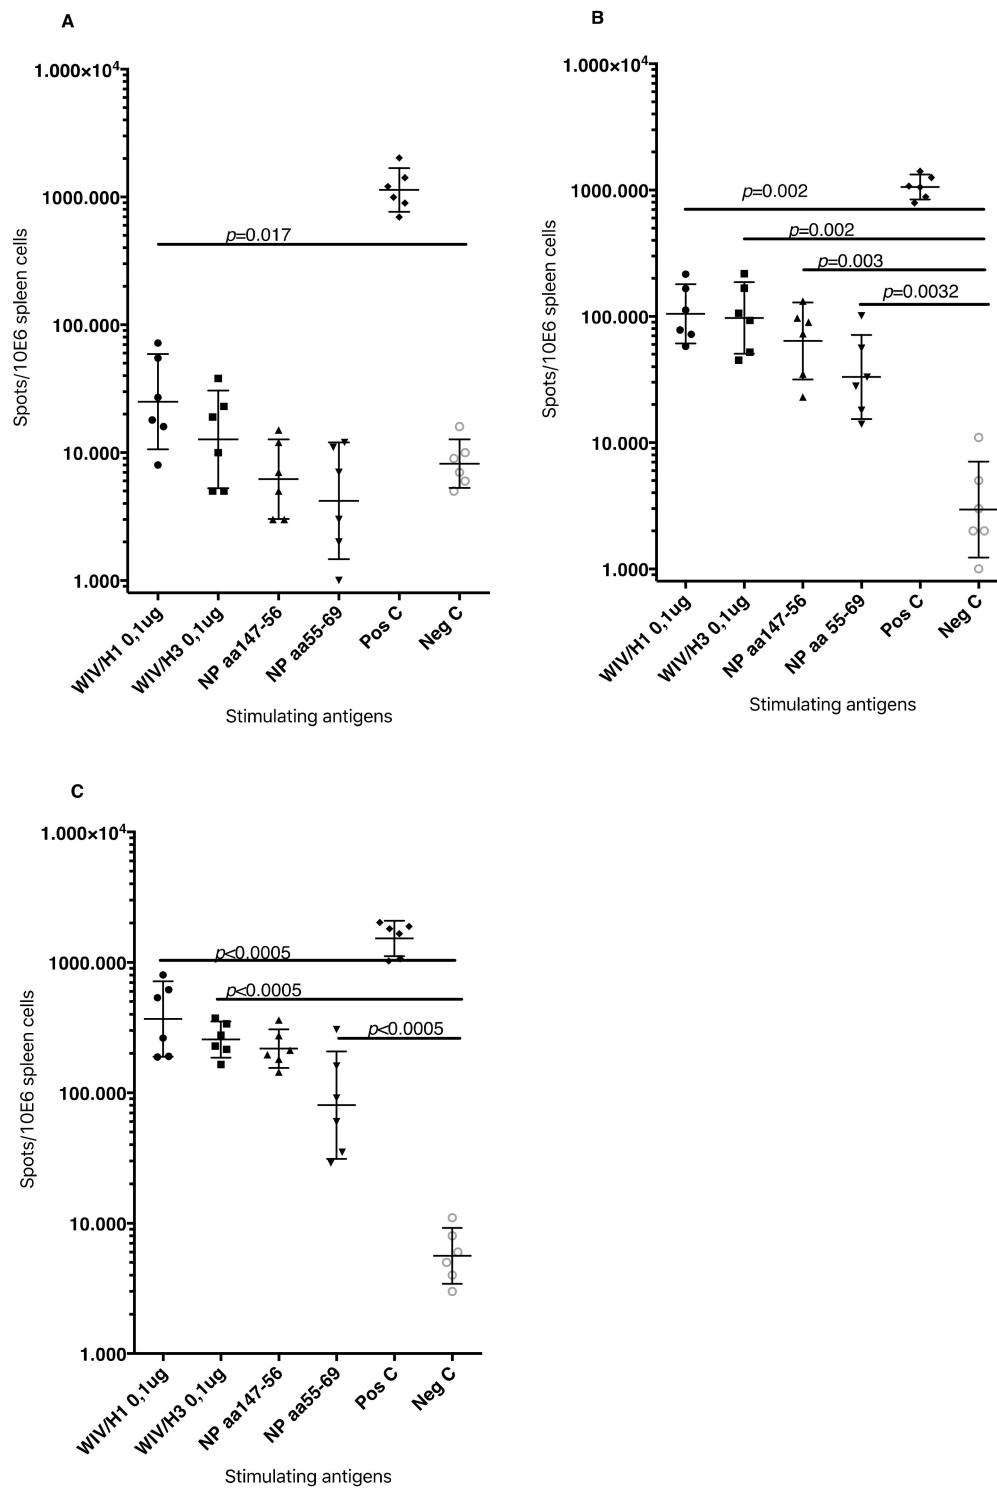 A
1.000×10⁴
1000.000
100.000
10.000
1.000
Spots/10E6 spleen cells
p=0.017
WIV/H1 0,1ug
WIV/H3 0,1ug
NP aa147-56
NP aa55-69
Pos C
Neg C
Stimulating antigens
B
1.000×10⁴
1000.000
100.000
10.000
1.000
Spots/10E6 spleen cells
p=0.002
p=0.002
p=0.003
p=0.0032
WIV/H1 0,1ug
WIV/H3 0,1ug
NP aa147-56
NP aa 55-69
Pos C
Neg C
Stimulating antigens
C
1.000×10⁴
1000.000
100.000
10.000
1.000
Spots/10E6 spleen cells
p<0.0005
p<0.0005
p<0.0005
WIV/H1 0,1ug
WIV/H3 0,1ug
NP aa147-56
NP aa55-69
Pos C
Neg C
Stimulating antigens